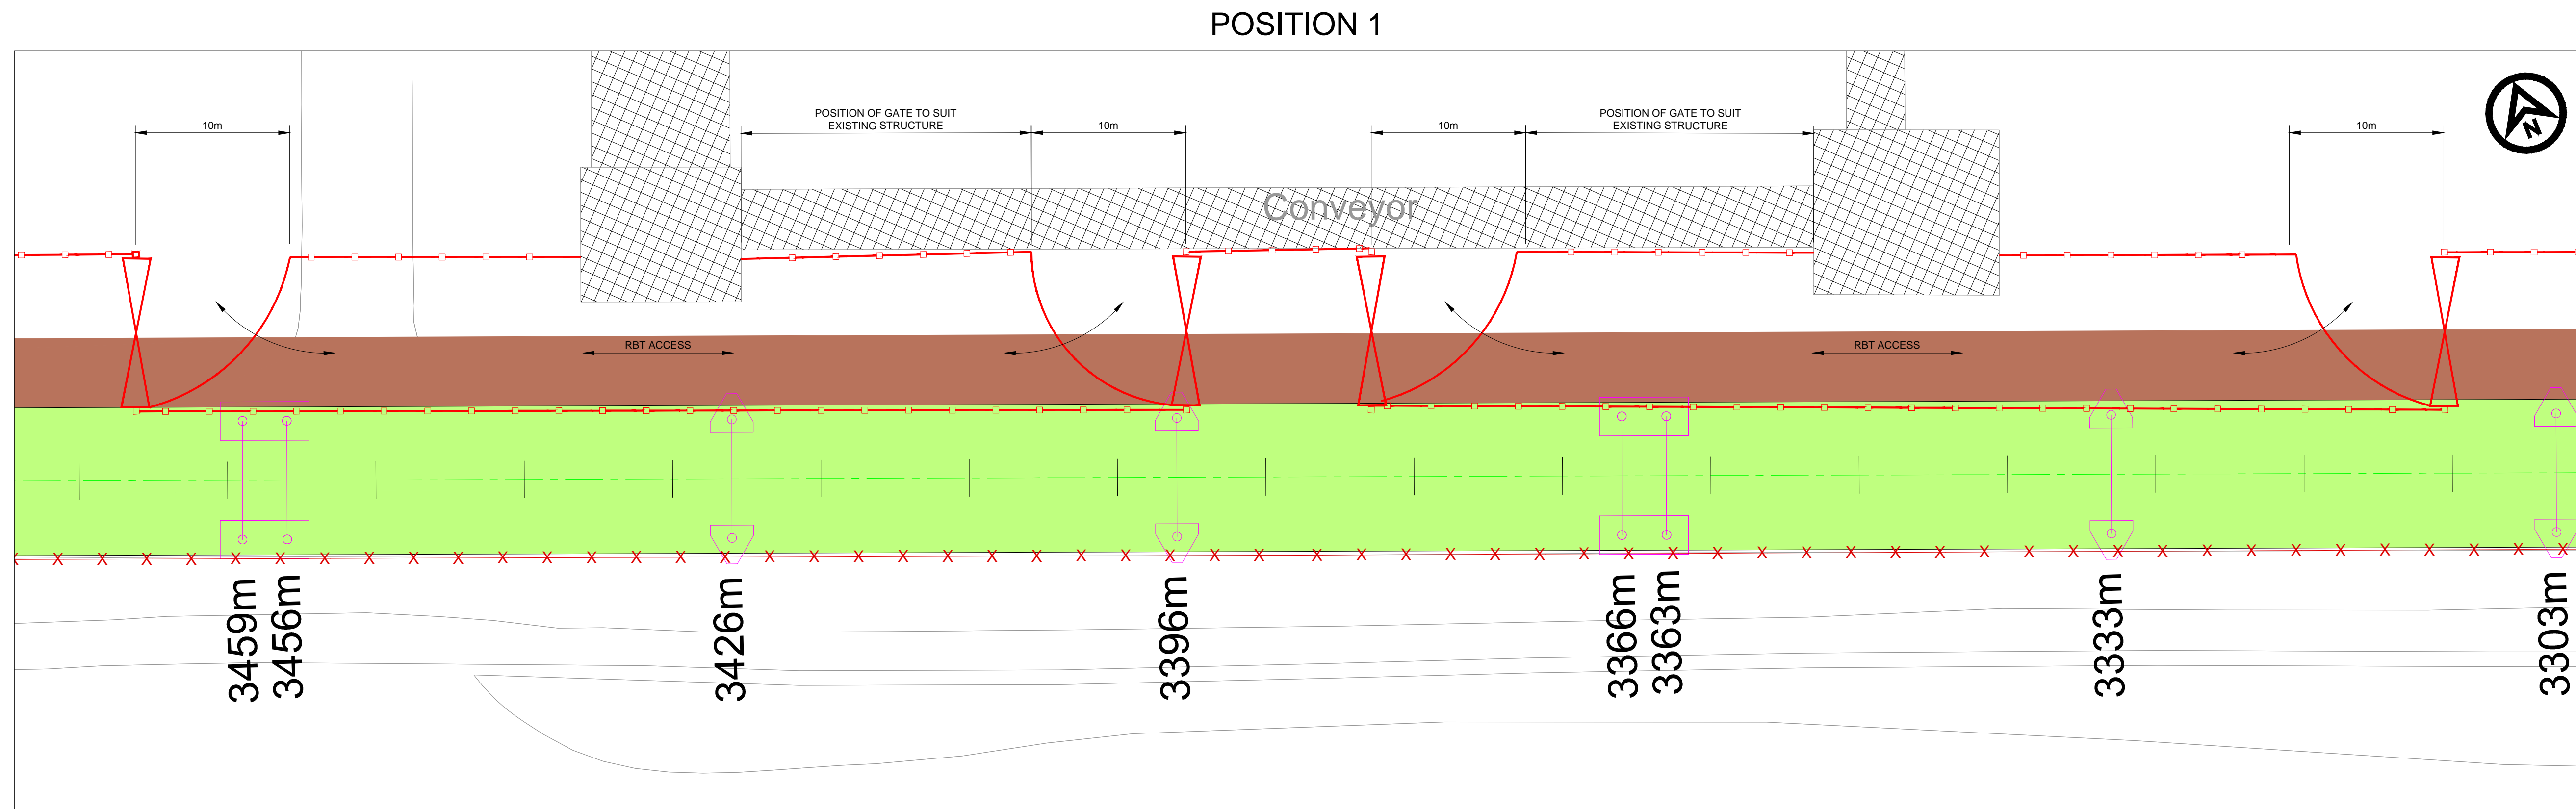 POSITION 1
10m
POSITION OF GATE TO SUIT
EXISTING STRUCTURE
10m
10m
POSITION OF GATE TO SUIT
EXISTING STRUCTURE
10m
N
Conveyor
RBT ACCESS
RBT ACCESS
3459m
3456m
3426m
3396m
3366m
3363m
3333m
3303m